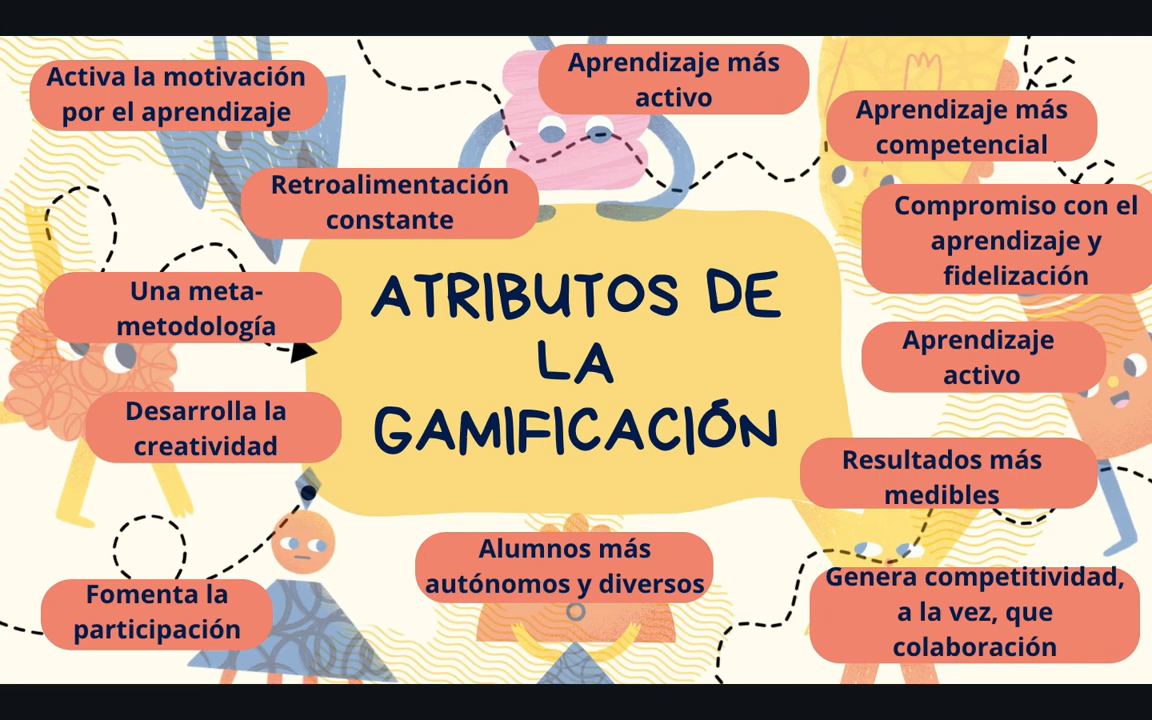 Activa la motivación
por el aprendizaje
Aprendizaje más
activo
Aprendizaje más
competencial
Retroalimentación
constante
Compromiso con el
aprendizaje y
fidelización
Una meta-
metodología
ATRIBUTOS DE
LA
GAMIFICACIÓN
Aprendizaje
activo
Desarrolla la
creatividad
Resultados más
medibles
Alumnos más
autónomos y diversos
Fomenta la
participación
Genera competitividad,
a la vez, que
colaboración